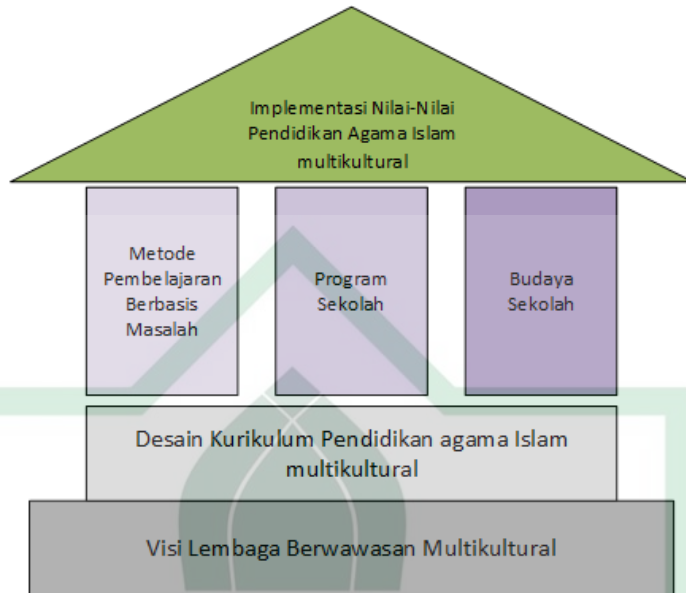 Implementasi Nilai-Nilai
Pendidikan Agama Islam
multikultural
Metode
Pembelajaran
Berbasis
Masalah
Program
Sekolah
Budaya
Sekolah
Desain Kurikulum Pendidikan agama Islam
multikultural
Visi Lembaga Berwawasan Multikultural